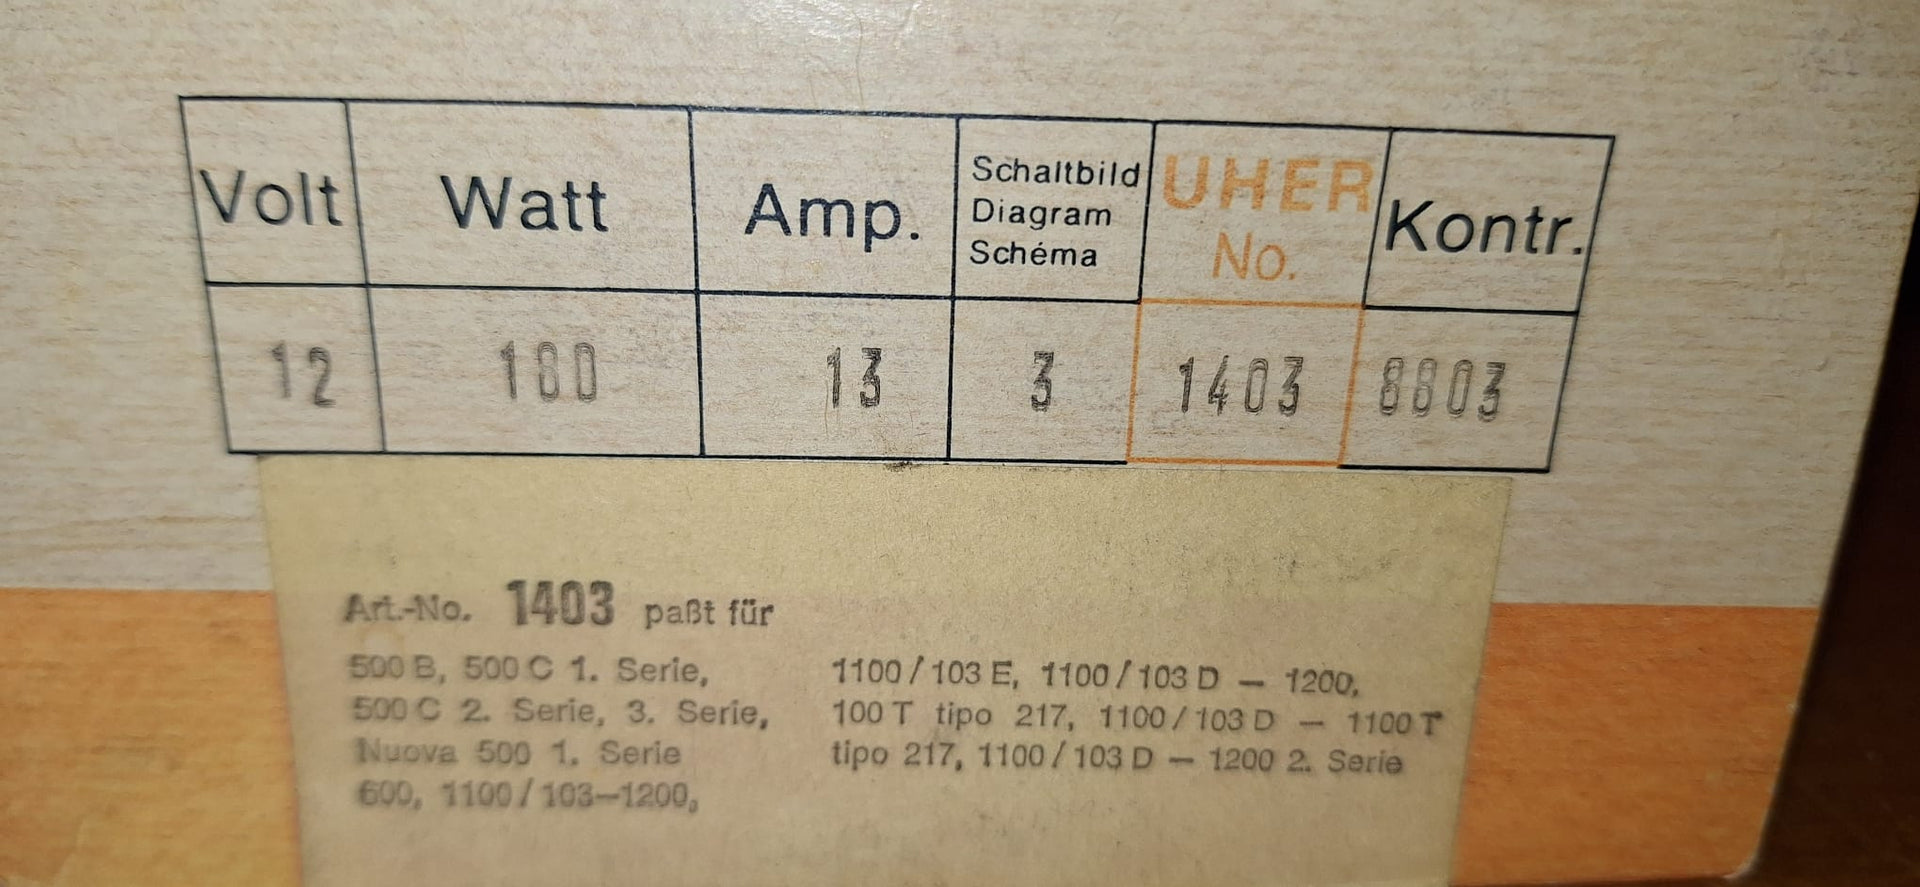 Volt Watt Amp. Schaltbild Diagram Schéma UHER No. Kontr.
12 180 13 3 1403 8803
Art.-No. 1403 paßt für
500 B, 500 C 1. Serie,
500 C 2. Serie, 3. Serie,
Nuova 500 1. Serie
600, 1100/103–1200,
1100/103 E, 1100/103 D – 1200,
100 T tipo 217, 1100/103 D – 1100 T
tipo 217, 1100/103 D – 1200 2. Serie